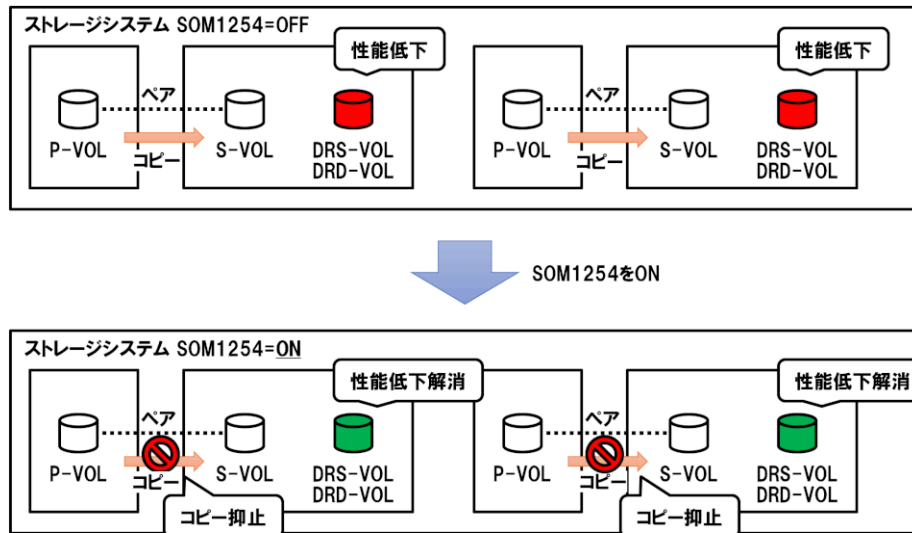 ストレージシステム SOM1254=OFF
性能低下
性能低下
ペア
ペア
P-VOL
コピー
S-VOL
DRS-VOL
DRD-VOL
P-VOL
コピー
S-VOL
DRS-VOL
DRD-VOL
SOM1254をON
ストレージシステム SOM1254=ON
性能低下解消
性能低下解消
ペア
ペア
P-VOL
コピー
S-VOL
DRS-VOL
DRD-VOL
P-VOL
コピー
S-VOL
DRS-VOL
DRD-VOL
コピー抑止
コピー抑止